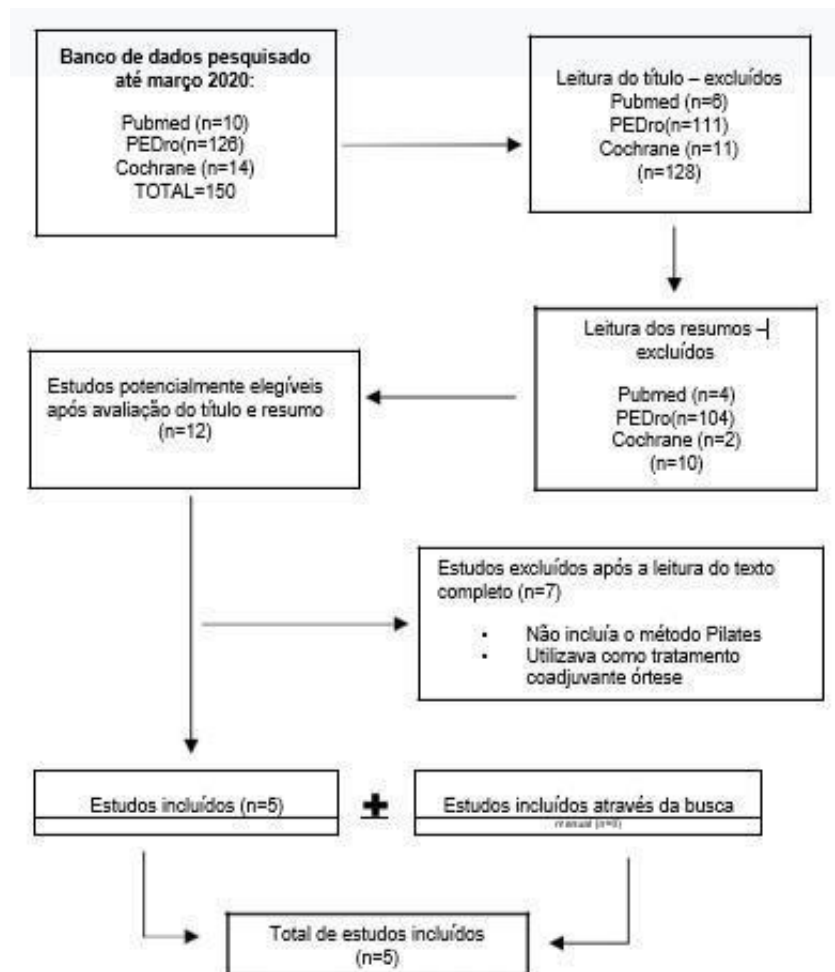 Banco de dados pesquisado
até março 2020:
Pubmed (n=10)
PEDro(n=126)
Cochrane (n=14)
TOTAL=150
Leitura do título – excluídos
Pubmed (n=6)
PEDro(n=111)
Cochrane (n=11)
(n=128)
Leitura dos resumos –
excluídos
Pubmed (n=4)
PEDro(n=104)
Cochrane (n=2)
(n=10)
Estudos potencialmente elegíveis
após avaliação do título e resumo
(n=12)
Estudos excluídos após a leitura do texto
completo (n=7)
• Não incluía o método Pilates
• Utilizava como tratamento
coadjuvante órtese
Estudos incluídos (n=5)
+
Estudos incluídos através da busca
manual (n=0)
Total de estudos incluídos
(n=5)